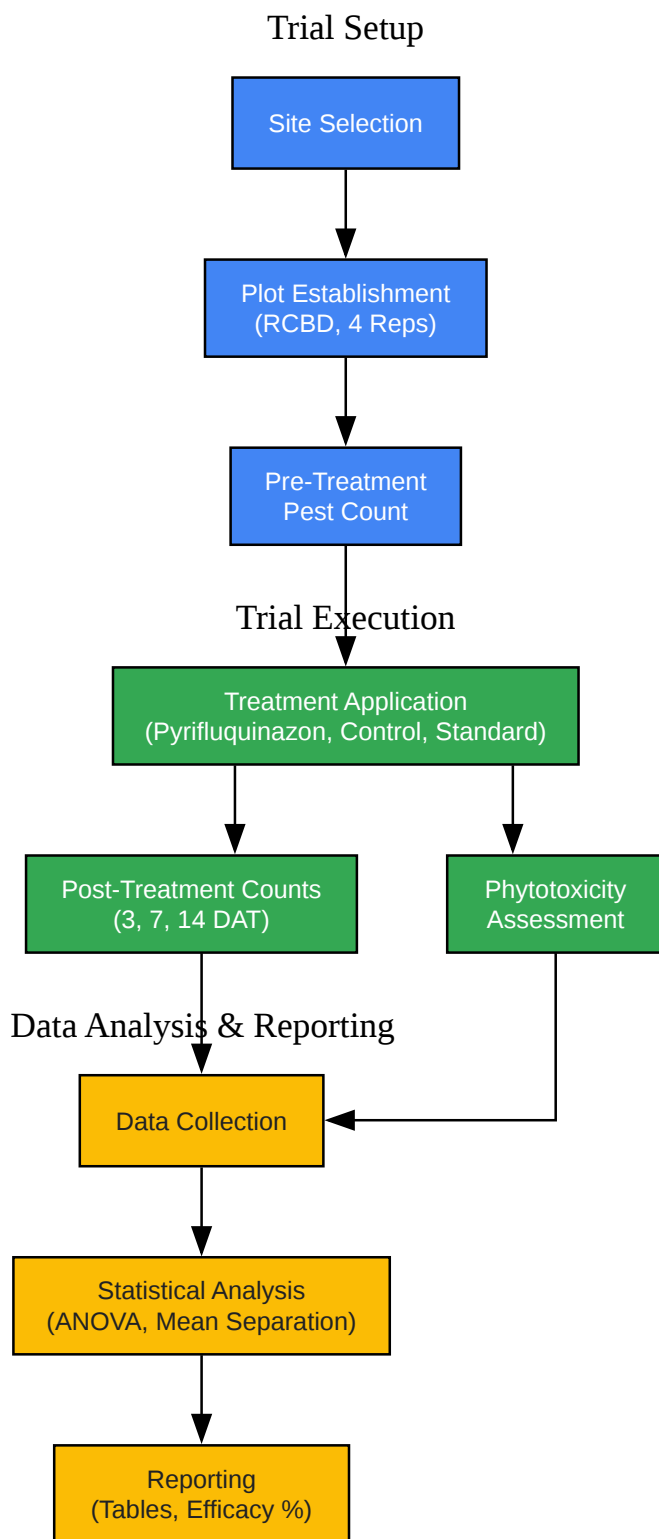 Trial Setup
Site Selection
Plot Establishment
(RCBD, 4 Reps)
Pre-Treatment
Pest Count
Trial Execution
Treatment Application
(Pyrifluquinazon, Control, Standard)
Post-Treatment Counts
(3, 7, 14 DAT)
Phytotoxicity
Assessment
Data Analysis & Reporting
Data Collection
Statistical Analysis
(ANOVA, Mean Separation)
Reporting
(Tables, Efficacy %)